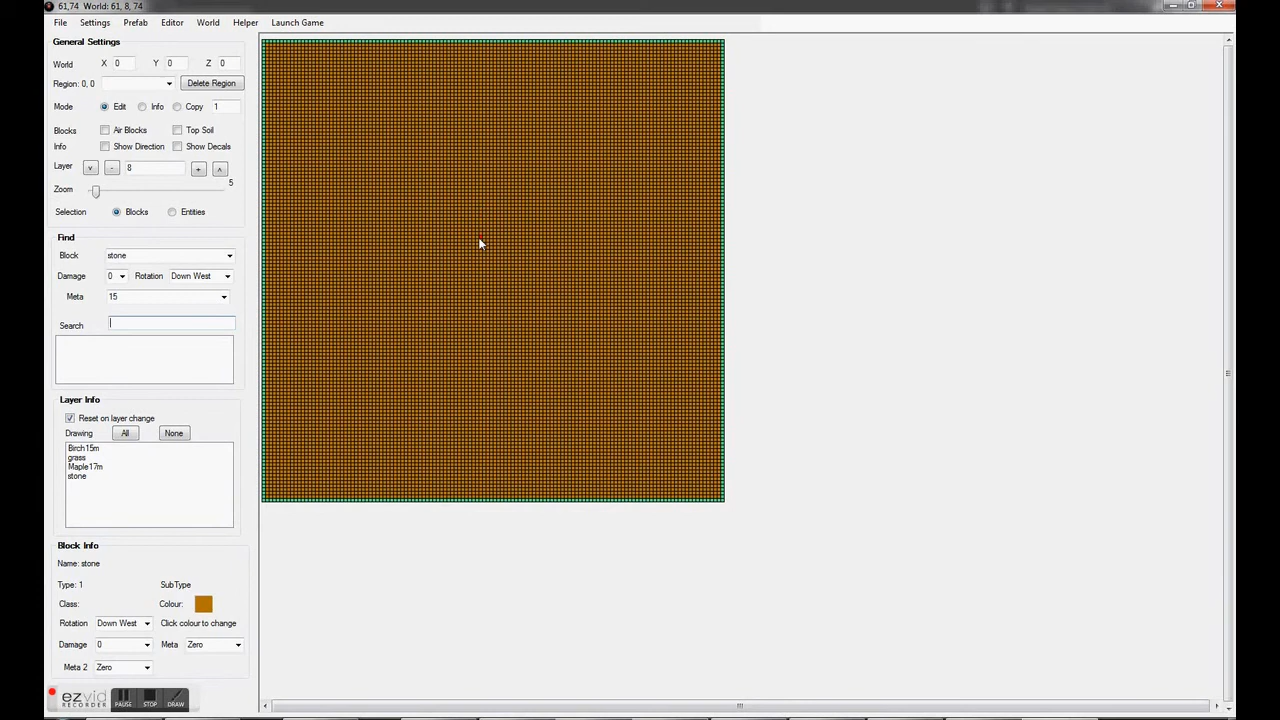 61,74 World: 61, 8, 74
File Settings Prefab Editor World Helper Launch Game
General Settings
World X 0 Y 0 Z 0
Region: 0, 0 Delete Region
Mode Edit Info Copy 1
Blocks Air Blocks Top Soil
Info Show Direction Show Decals
Layer v - 8 + ^
Zoom 5
Selection Blocks Entities
Find
Block stone
Damage 0 Rotation Down West
Meta 15
Search
Layer Info
Reset on layer change
Drawing All None
Birch15m
grass
Maple17m
stone
Block Info
Name: stone
Type: 1 SubType
Class: Colour:
Rotation Down West Click colour to change
Damage 0 Meta Zero
Meta 2 Zero
ezvid RECORDER PAUSE STOP DRAW